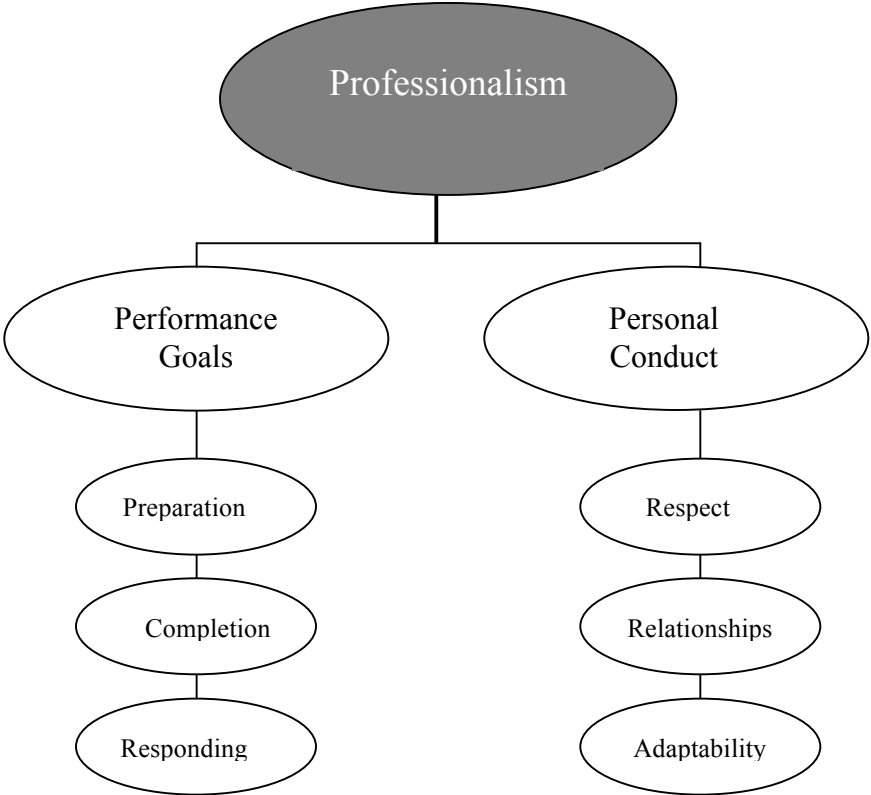 Professionalism
Performance
Goals
Personal
Conduct
Preparation
Respect
Completion
Relationships
Responding
Adaptability